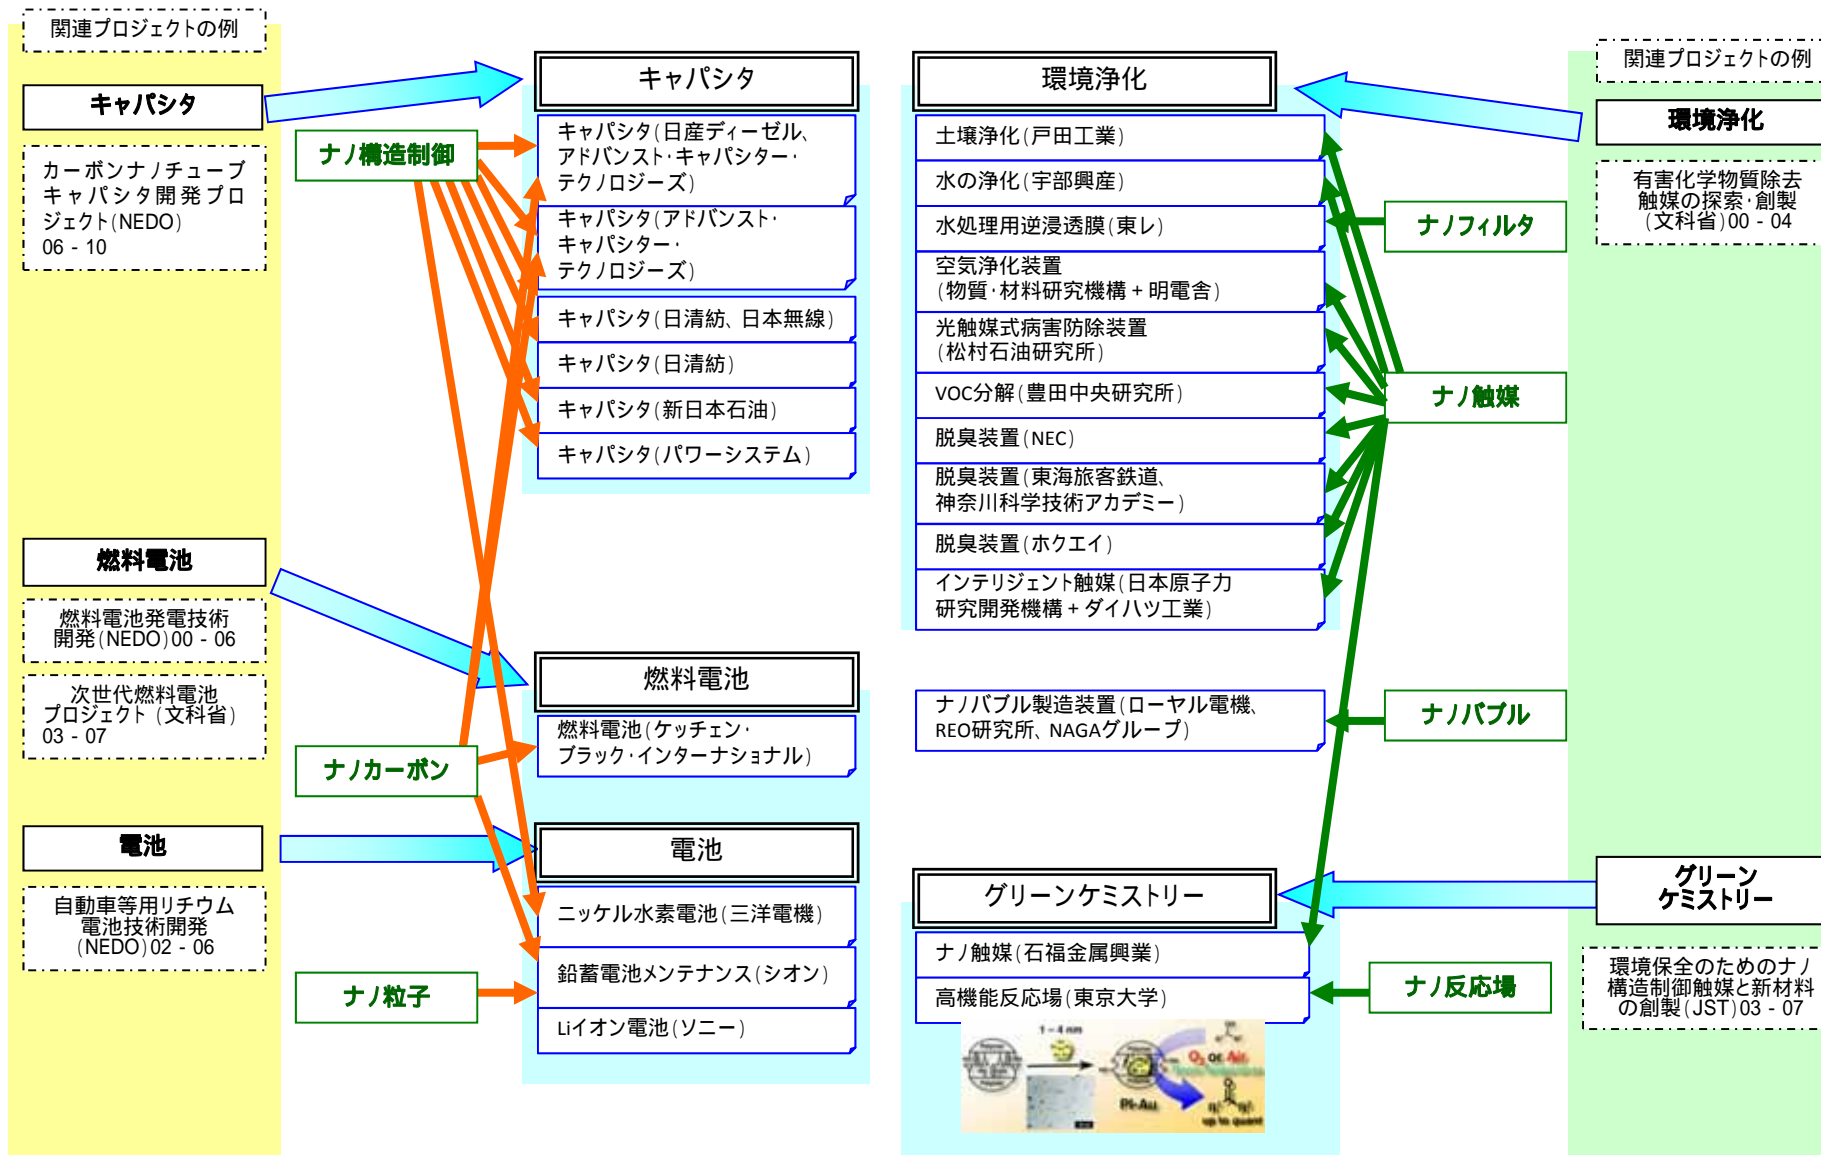 関連プロジェクトの例
キャパシタ
カーボンナノチューブ
キャパシタ開発プロ
ジェクト(NEDO)
06 - 10
燃料電池
燃料電池発電技術
開発(NEDO)00 - 06
次世代燃料電池
プロジェクト (文科省)
03 - 07
電池
自動車等用リチウム
電池技術開発
(NEDO)02 - 06
ナノ構造制御
ナノカーボン
ナノ粒子
キャパシタ
キャパシタ(日産ディーゼル、
アドバンスト・キャパシター・
テクノロジーズ)
キャパシタ(アドバンスト・
キャパシター・
テクノロジーズ)
キャパシタ(日清紡、日本無線)
キャパシタ(日清紡)
キャパシタ(新日本石油)
キャパシタ(パワーシステム)
燃料電池
燃料電池(ケッチェン・
ブラック・インターナショナル)
電池
ニッケル水素電池(三洋電機)
鉛蓄電池メンテナンス(シオン)
Liイオン電池(ソニー)
環境浄化
土壌浄化(戸田工業)
水の浄化(宇部興産)
水処理用逆浸透膜(東レ)
空気浄化装置
(物質・材料研究機構 + 明電舎)
光触媒式病害防除装置
(松村石油研究所)
VOC分解(豊田中央研究所)
脱臭装置(NEC)
脱臭装置(東海旅客鉄道、
神奈川科学技術アカデミー)
脱臭装置(ホクエイ)
インテリジェント触媒(日本原子力
研究開発機構 + ダイハツ工業)
ナノバブル製造装置(ローヤル電機、
REO研究所、NAGAグループ)
グリーンケミストリー
ナノ触媒(石福金属興業)
高機能反応場(東京大学)
1 - 4 nm
O2 or Air
PI-Au
up to quant
ナノフィルタ
ナノ触媒
ナノバブル
ナノ反応場
関連プロジェクトの例
環境浄化
有害化学物質除去
触媒の探索・創製
(文科省)00 - 04
グリーン
ケミストリー
環境保全のためのナノ
構造制御触媒と新材料
の創製(JST)03 - 07